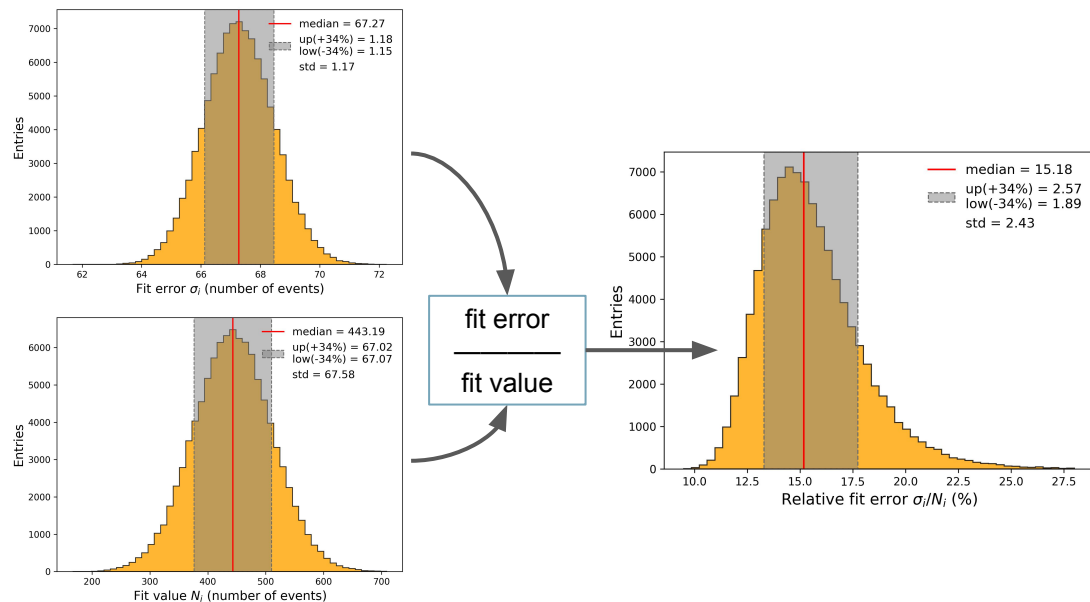 7000
6000
5000
4000
3000
2000
1000
0
Entries
median = 67.27
up(+34%) = 1.18
low(-34%) = 1.15
std = 1.17
62 64 66 68 70 72
Fit error σᵢ (number of events)
6000
5000
4000
3000
2000
1000
0
Entries
median = 443.19
up(+34%) = 67.02
low(-34%) = 67.07
std = 67.58
200 300 400 500 600 700
Fit value Nᵢ (number of events)
fit error
fit value
7000
6000
5000
4000
3000
2000
1000
0
Entries
median = 15.18
up(+34%) = 2.57
low(-34%) = 1.89
std = 2.43
10.0 12.5 15.0 17.5 20.0 22.5 25.0 27.5
Relative fit error σᵢ/Nᵢ (%)